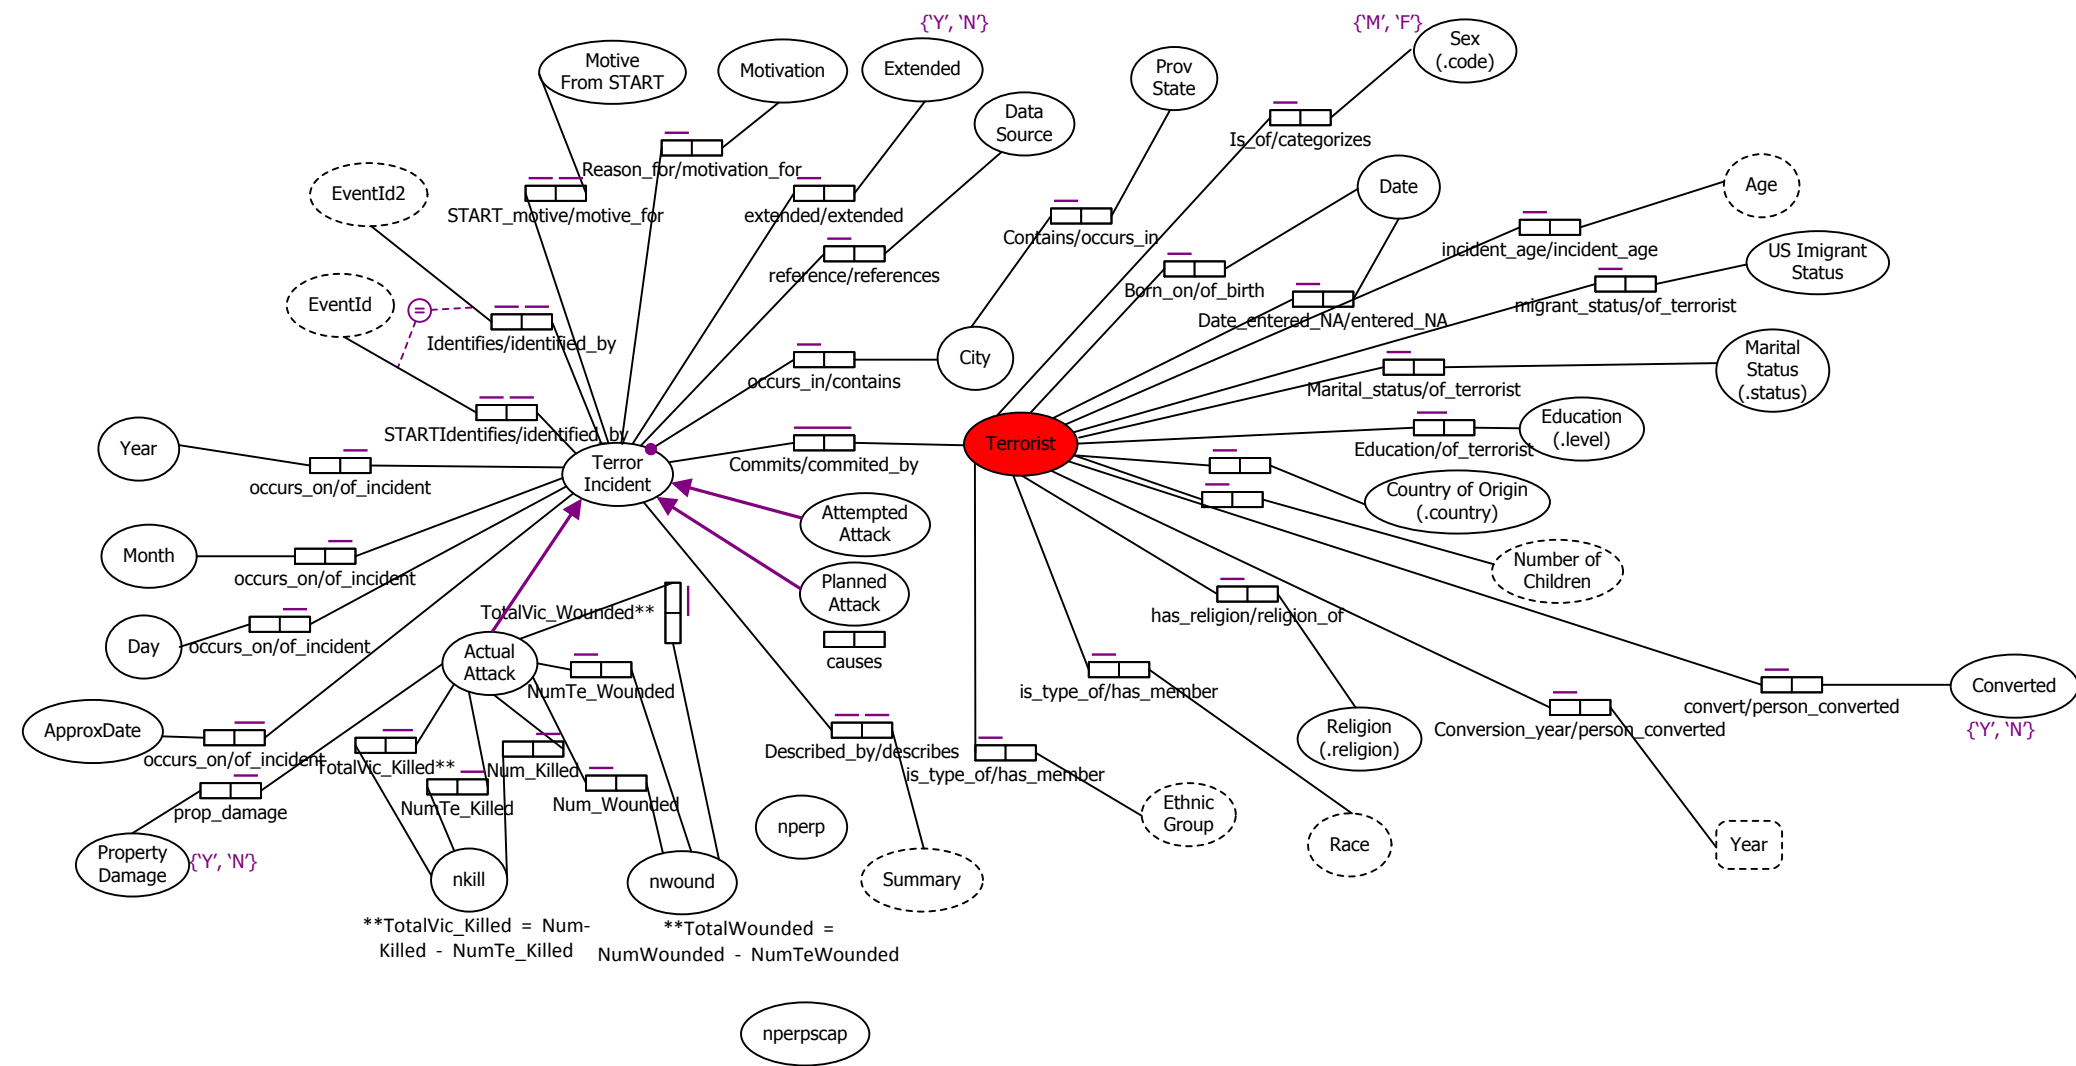 {‘Y’, ‘N’}
{‘M’, ‘F’}
Motive
From START
Motivation
Extended
Prov
State
Sex
(.code)
Data
Source
Is_of/categorizes
Reason_for/motivation_for
EventId2
START_motive/motive_for
extended/extended
Date
Age
Contains/occurs_in
incident_age/incident_age
US Imigrant
Status
reference/references
Born_on/of_birth
migrant_status/of_terrorist
EventId
=
Date_entered_NA/entered_NA
Identifies/identified_by
City
occurs_in/contains
Marital
Status
(.status)
Marital_status/of_terrorist
STARTIdentifies/identified_by
Education
(.level)
Education/of_terrorist
Year
Terror
Incident
Commits/commited_by
Terrorist
occurs_on/of_incident
Country of Origin
(.country)
Attempted
Attack
Month
occurs_on/of_incident
Number of
Children
Planned
Attack
TotalVic_Wounded**
has_religion/religion_of
Day
occurs_on/of_incident
Actual
Attack
causes
NumTe_Wounded
is_type_of/has_member
convert/person_converted
Converted
{‘Y’, ‘N’}
ApproxDate
occurs_on/of_incident
TotalVic_Killed**
Num_Killed
Described_by/describes
is_type_of/has_member
Religion
(.religion)
Conversion_year/person_converted
prop_damage
NumTe_Killed
Num_Wounded
Ethnic
Group
nperp
Race
Year
Property
Damage
{‘Y’, ‘N’}
nkill
nwound
Summary
**TotalVic_Killed = Num-
Killed - NumTe_Killed
**TotalWounded =
NumWounded - NumTeWounded
nperpscap